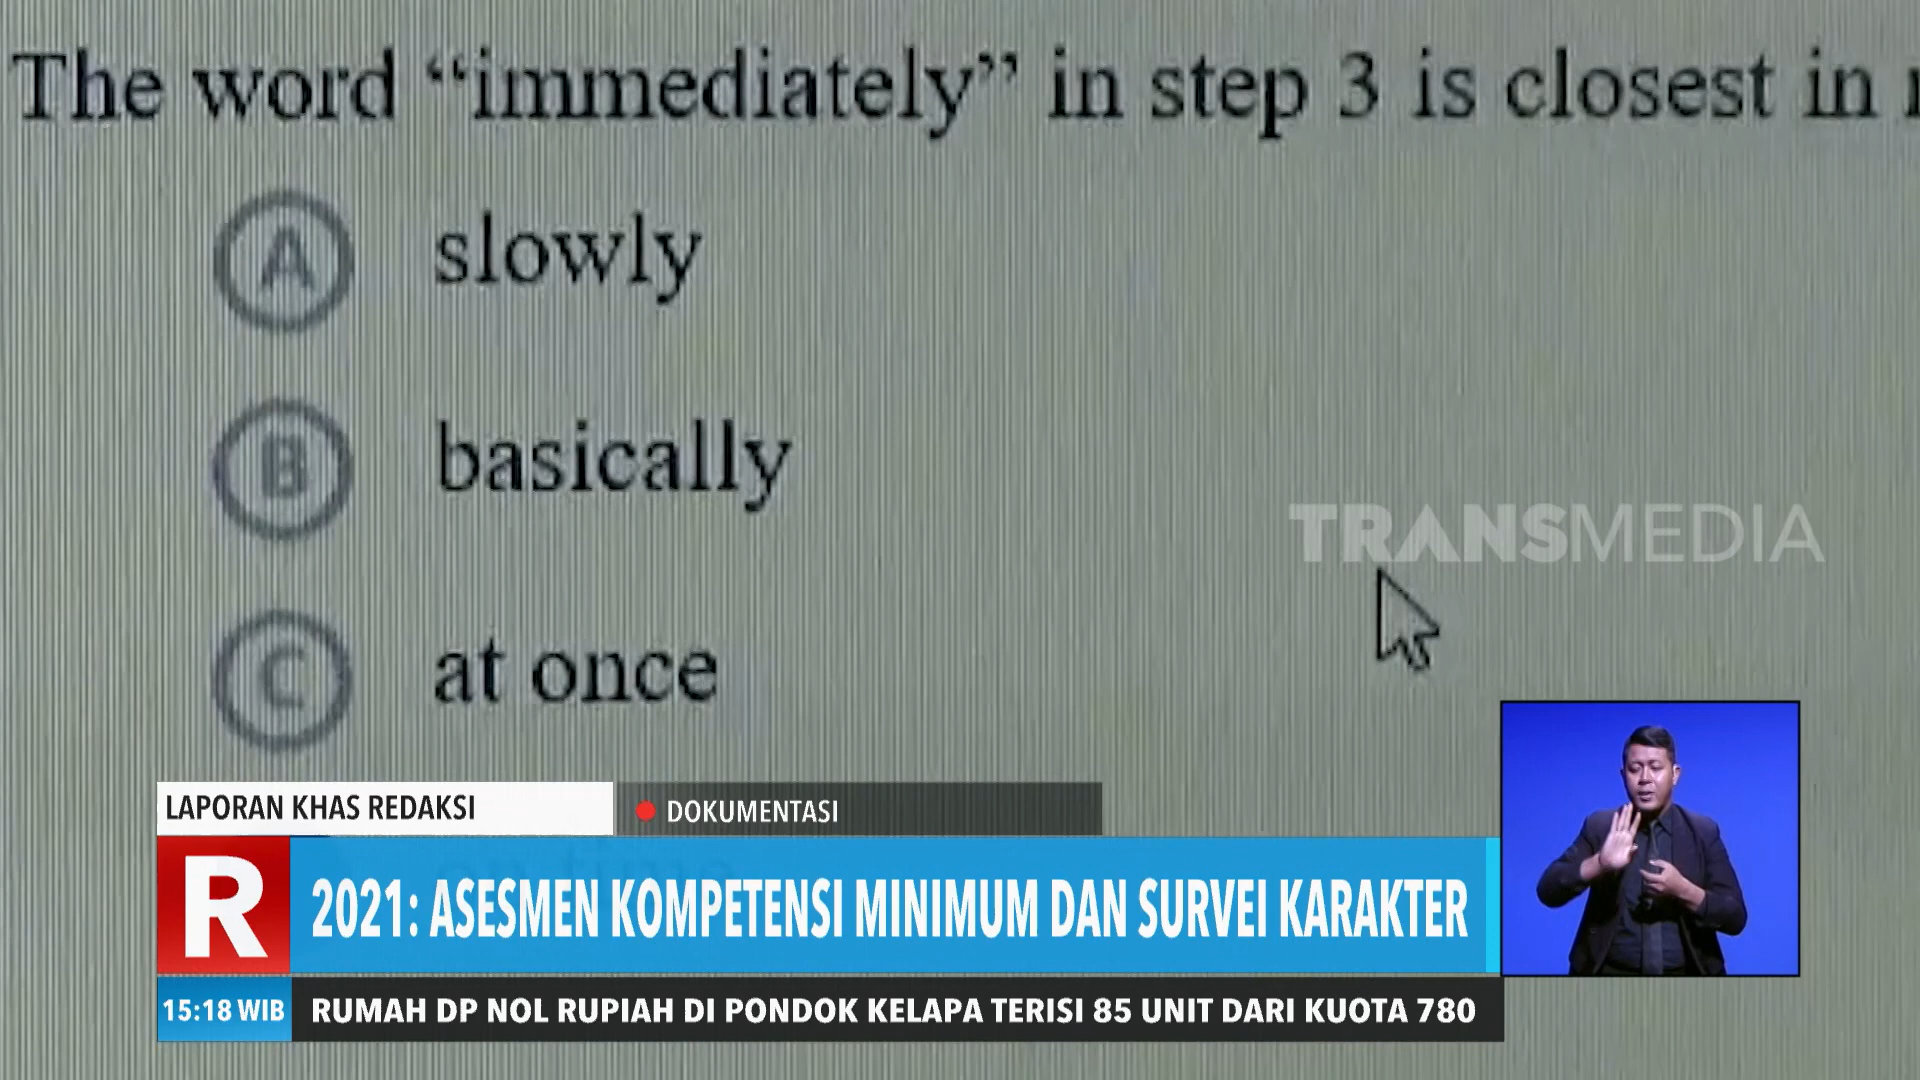 The word “immediately” in step 3 is closest in
A slowly
B basically
TRANSMEDIA
C at once
LAPORAN KHAS REDAKSI
DOKUMENTASI
R 2021: ASESMEN KOMPETENSI MINIMUM DAN SURVEI KARAKTER
15:18 WIB RUMAH DP NOL RUPIAH DI PONDOK KELAPA TERISI 85 UNIT DARI KUOTA 780